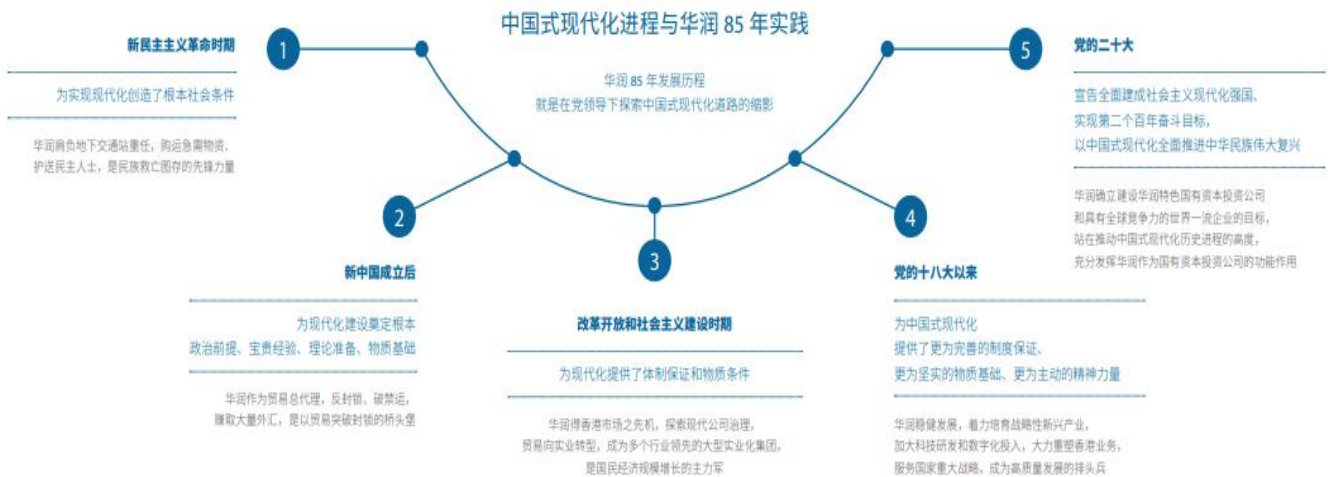 中国式现代化进程与华润 85 年实践
华润 85 年发展历程
就是在党领导下探索中国式现代化道路的缩影
1
新民主主义革命时期
为实现现代化创造了根本社会条件
华润肩负地下交通站重任，购运急需物资、
护送民主人士，是民族救亡图存的先锋力量
2
新中国成立后
为现代化建设奠定根本
政治前提、宝贵经验、理论准备、物质基础
华润作为贸易总代理，反封锁、破禁运，
赚取大量外汇，是以贸易突破封锁的桥头堡
3
改革开放和社会主义建设时期
为现代化提供了体制保证和物质条件
华润得香港市场之先机，探索现代公司治理，
贸易向实业转型，成为多个行业领先的大型实业化集团，
是国民经济规模增长的主力军
4
党的十八大以来
为中国式现代化
提供了更为完善的制度保证、
更为坚实的物质基础、更为主动的精神力量
华润稳健发展，着力培育战略性新兴产业，
加大科技研发和数字化投入，大力重塑香港业务，
服务国家重大战略，成为高质量发展的排头兵
5
党的二十大
宣告全面建成社会主义现代化强国、
实现第二个百年奋斗目标，
以中国式现代化全面推进中华民族伟大复兴
华润确立建设华润特色国有资本投资公司
和具有全球竞争力的世界一流企业的目标，
站在推动中国式现代化历史进程的高度，
充分发挥华润作为国有资本投资公司的功能作用